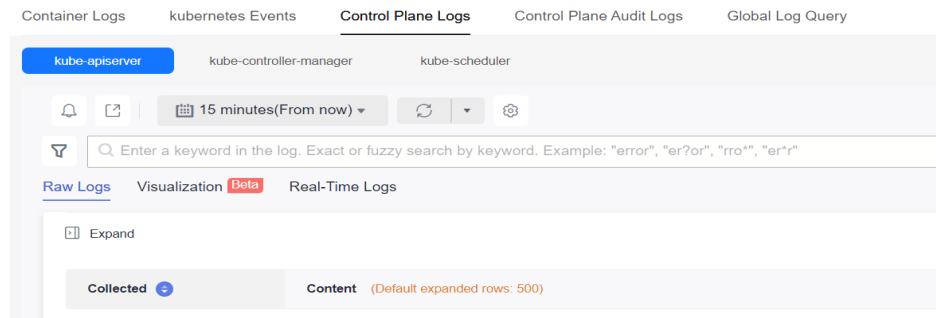 Container Logs kubernetes Events Control Plane Logs Control Plane Audit Logs Global Log Query
kube-apiserver kube-controller-manager kube-scheduler
15 minutes(From now)
Enter a keyword in the log. Exact or fuzzy search by keyword. Example: "error", "er?or", "rro*", "er*r"
Raw Logs Visualization Beta Real-Time Logs
Expand
Collected Content (Default expanded rows: 500)